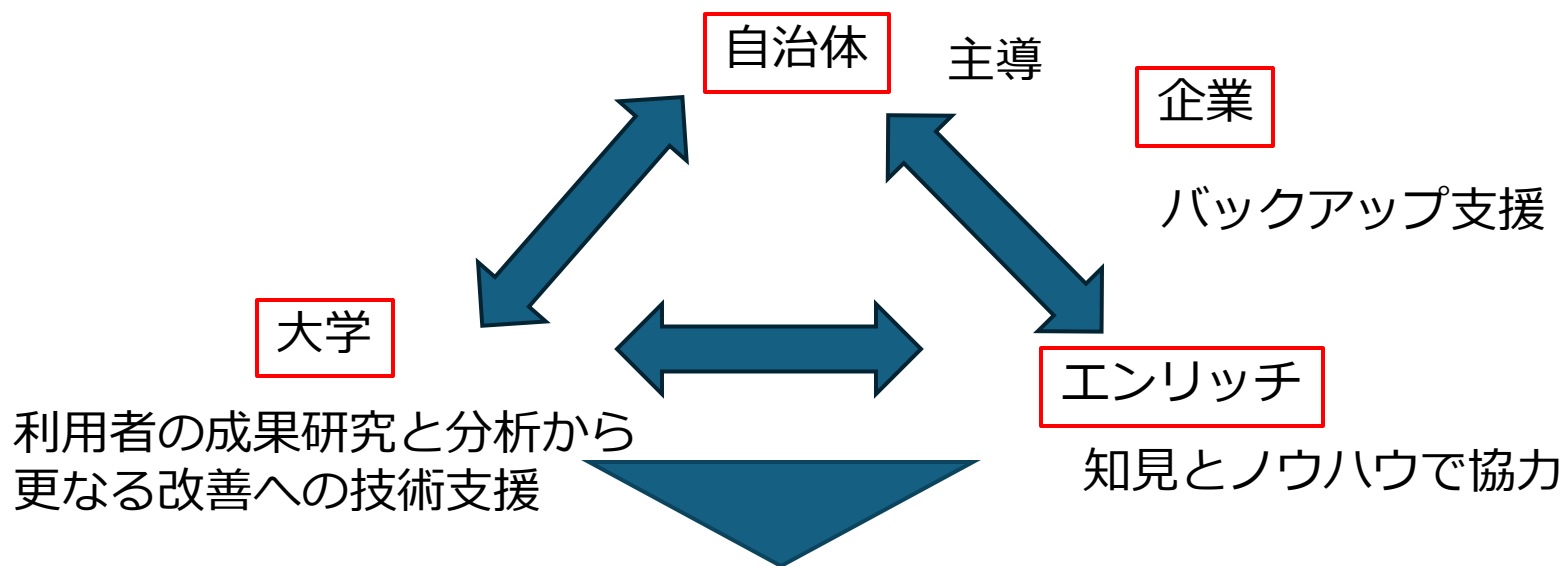 自治体
主導
企業
バックアップ支援
大学
利用者の成果研究と分析から
更なる改善への技術支援
エンリッチ
知見とノウハウで協力